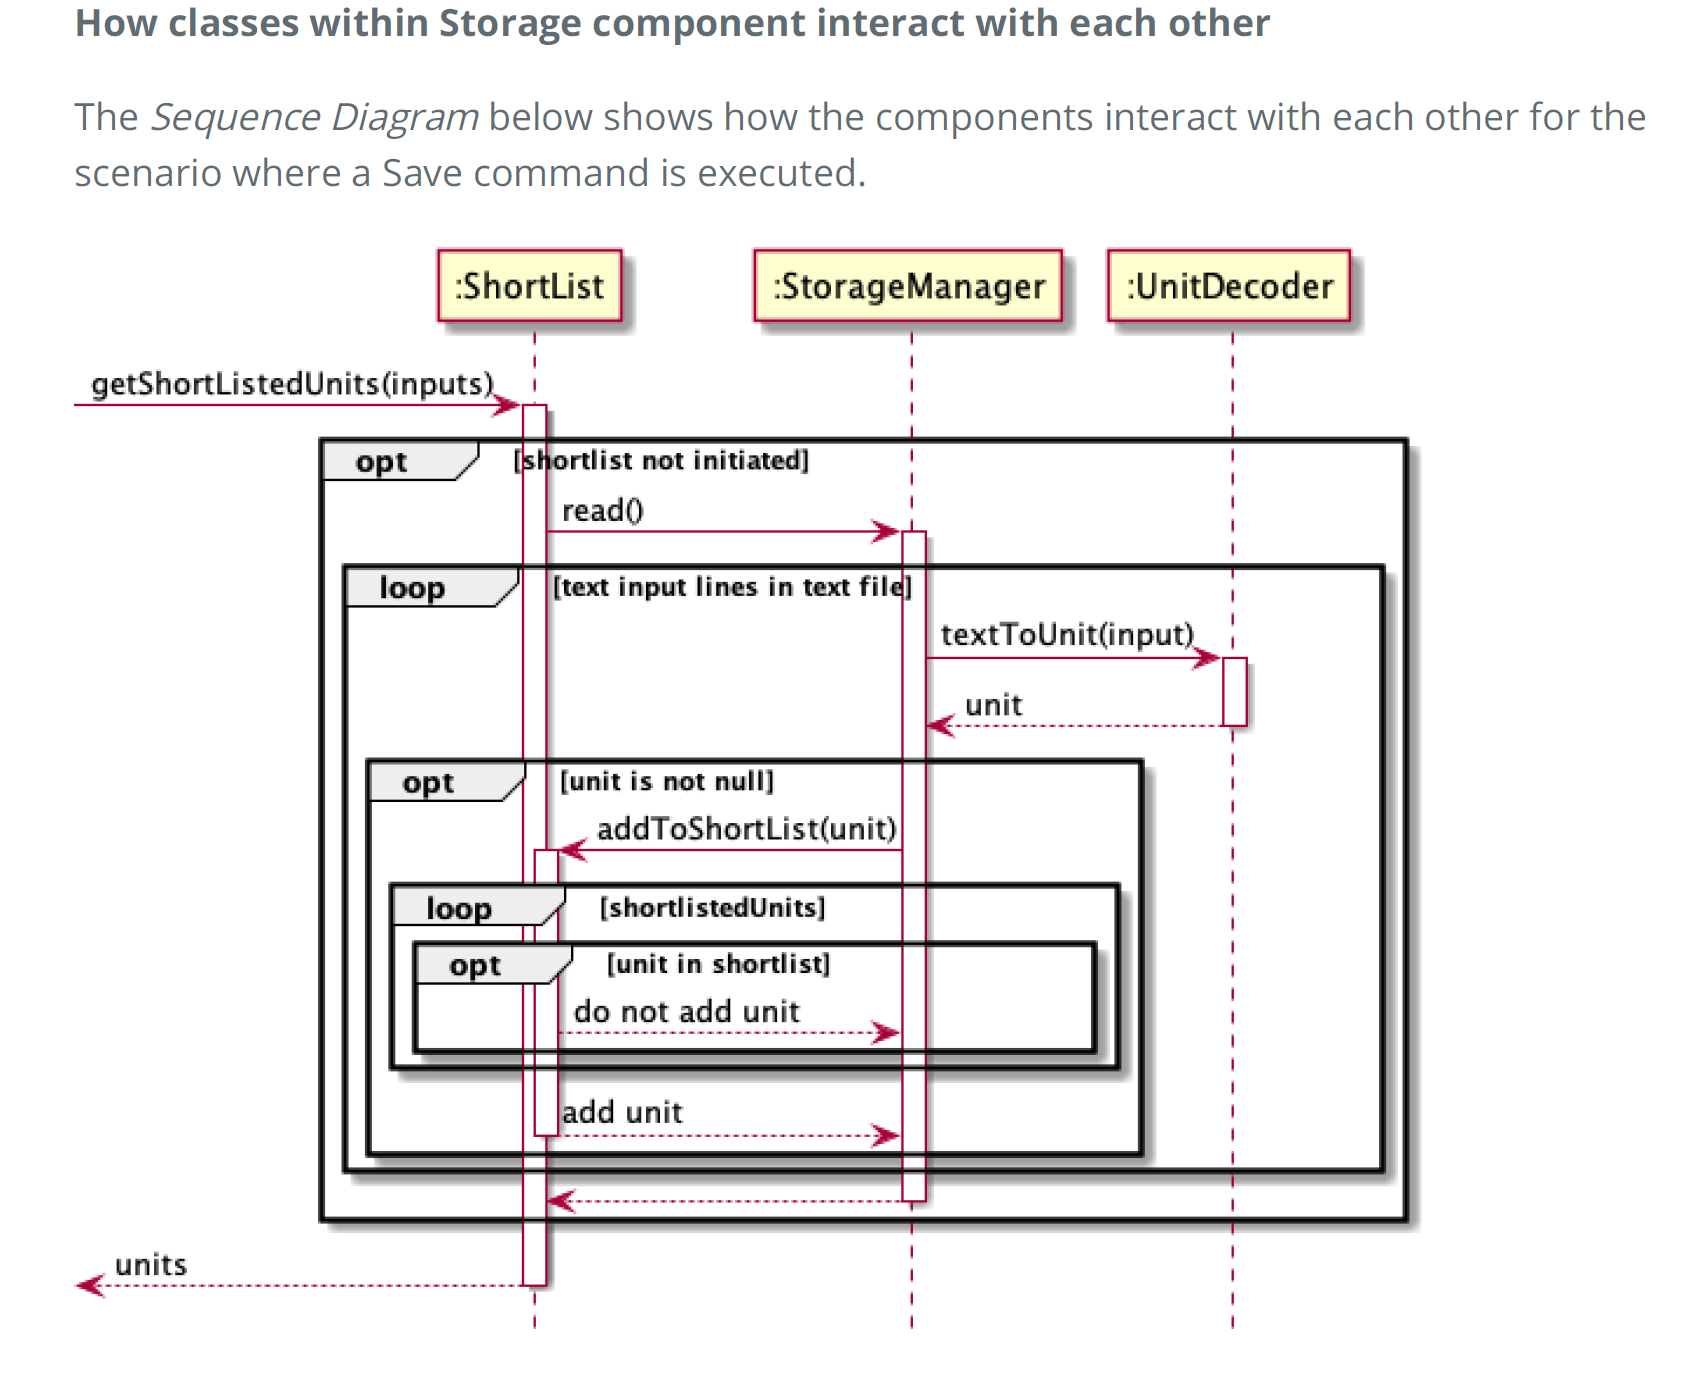 How classes within Storage component interact with each other
The Sequence Diagram below shows how the components interact with each other for the
scenario where a Save command is executed.
:ShortList
:StorageManager
:UnitDecoder
getShortListedUnits(inputs)
opt
[shortlist not initiated]
read()
loop
[text input lines in text file]
textToUnit(input)
unit
opt
[unit is not null]
addToShortList(unit)
loop
[shortlistedUnits]
opt
[unit in shortlist]
do not add unit
add unit
units